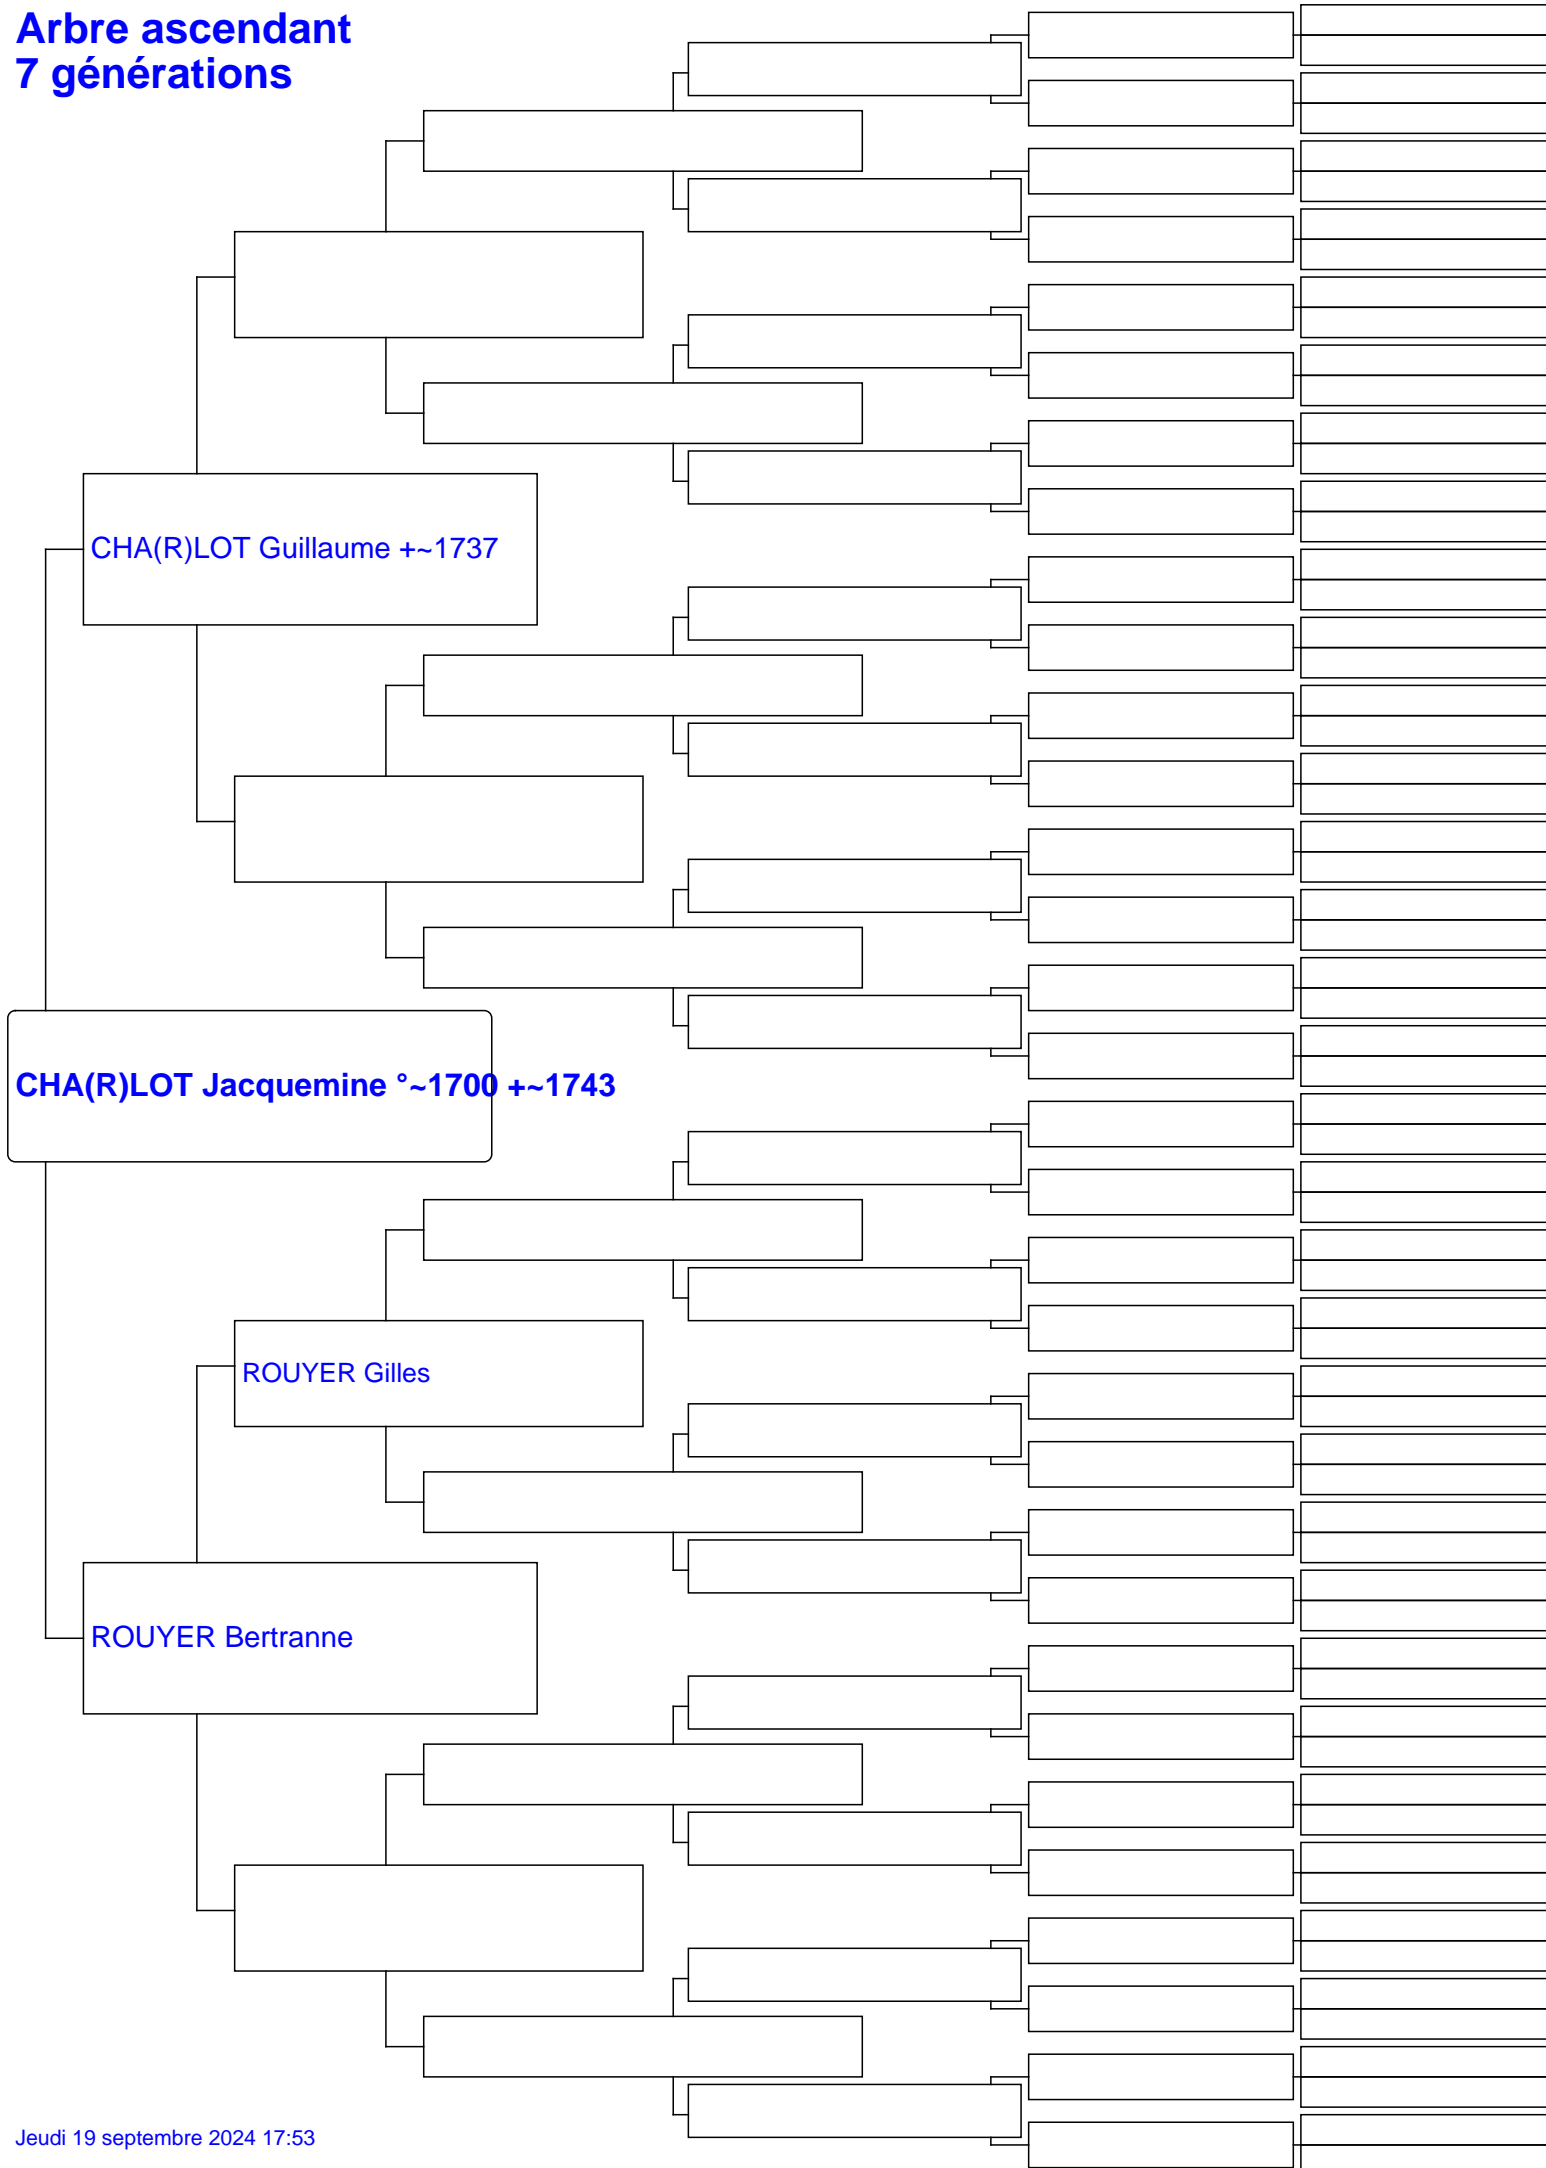 Arbre ascendant
7 générations
CHA(R)LOT Guillaume +~1737
CHA(R)LOT Jacquemine °~1700 +~1743
ROUYER Gilles
ROUYER Bertranne
Jeudi 19 septembre 2024 17:53